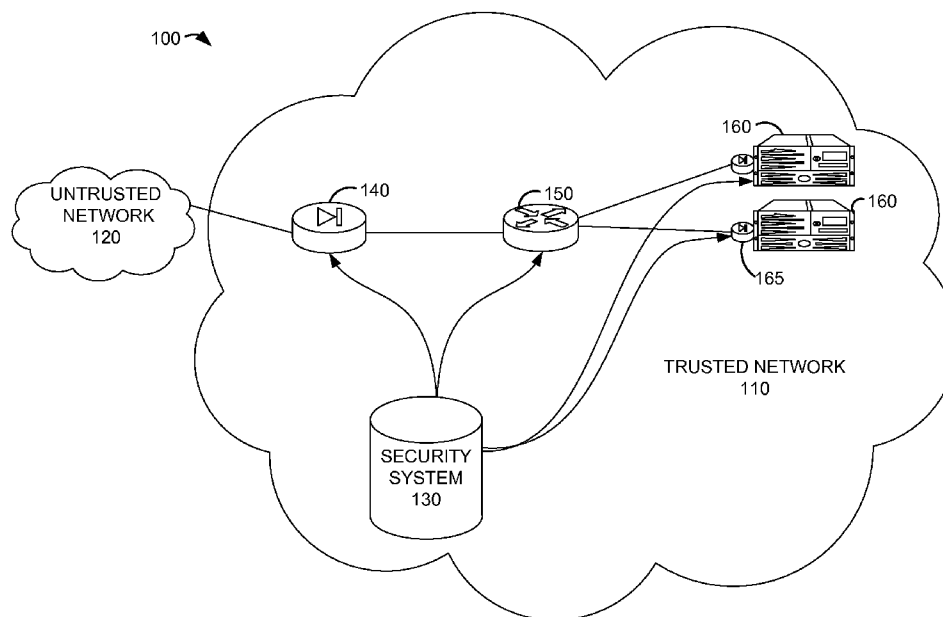 100
160
UNTRUSTED
NETWORK
120
140
150
160
165
TRUSTED NETWORK
110
SECURITY
SYSTEM
130